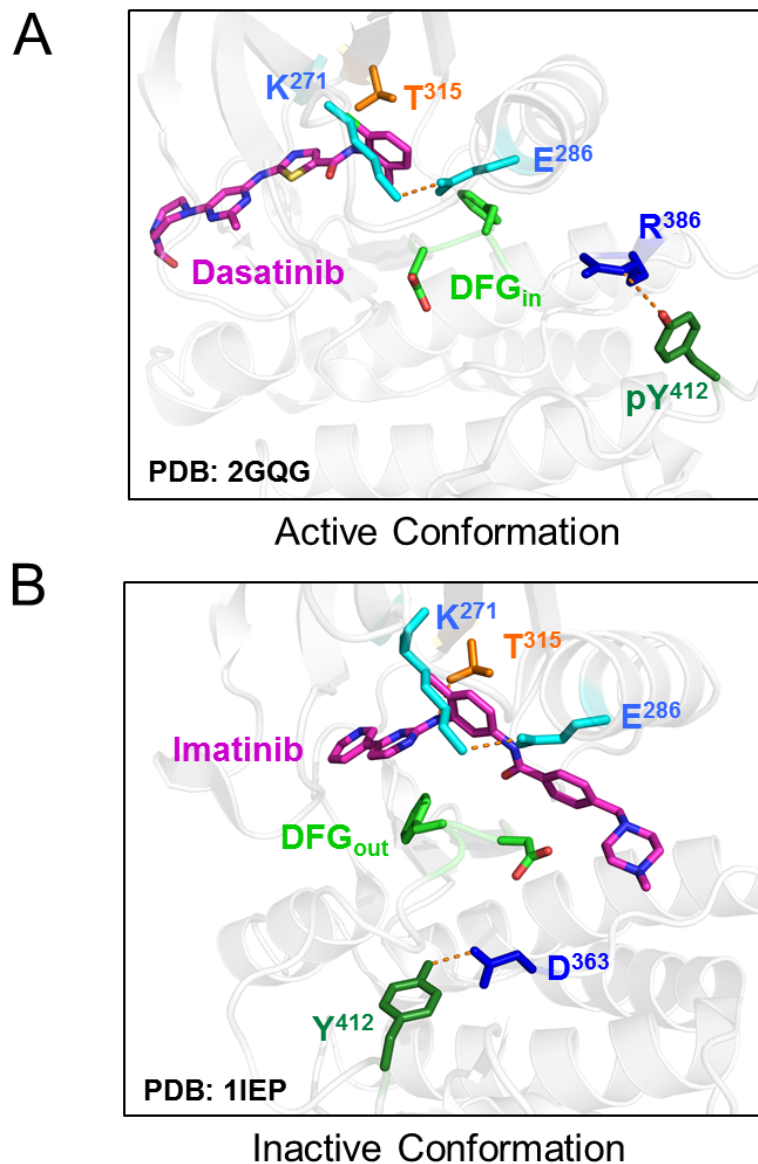 A
K²⁷¹
T³¹⁵
E²⁸⁶
R³⁸⁶
Dasatinib
DFGin
pY⁴¹²
PDB: 2GQG
Active Conformation
B
K²⁷¹
T³¹⁵
E²⁸⁶
Imatinib
DFGout
D³⁶³
Y⁴¹²
PDB: 1IEP
Inactive Conformation